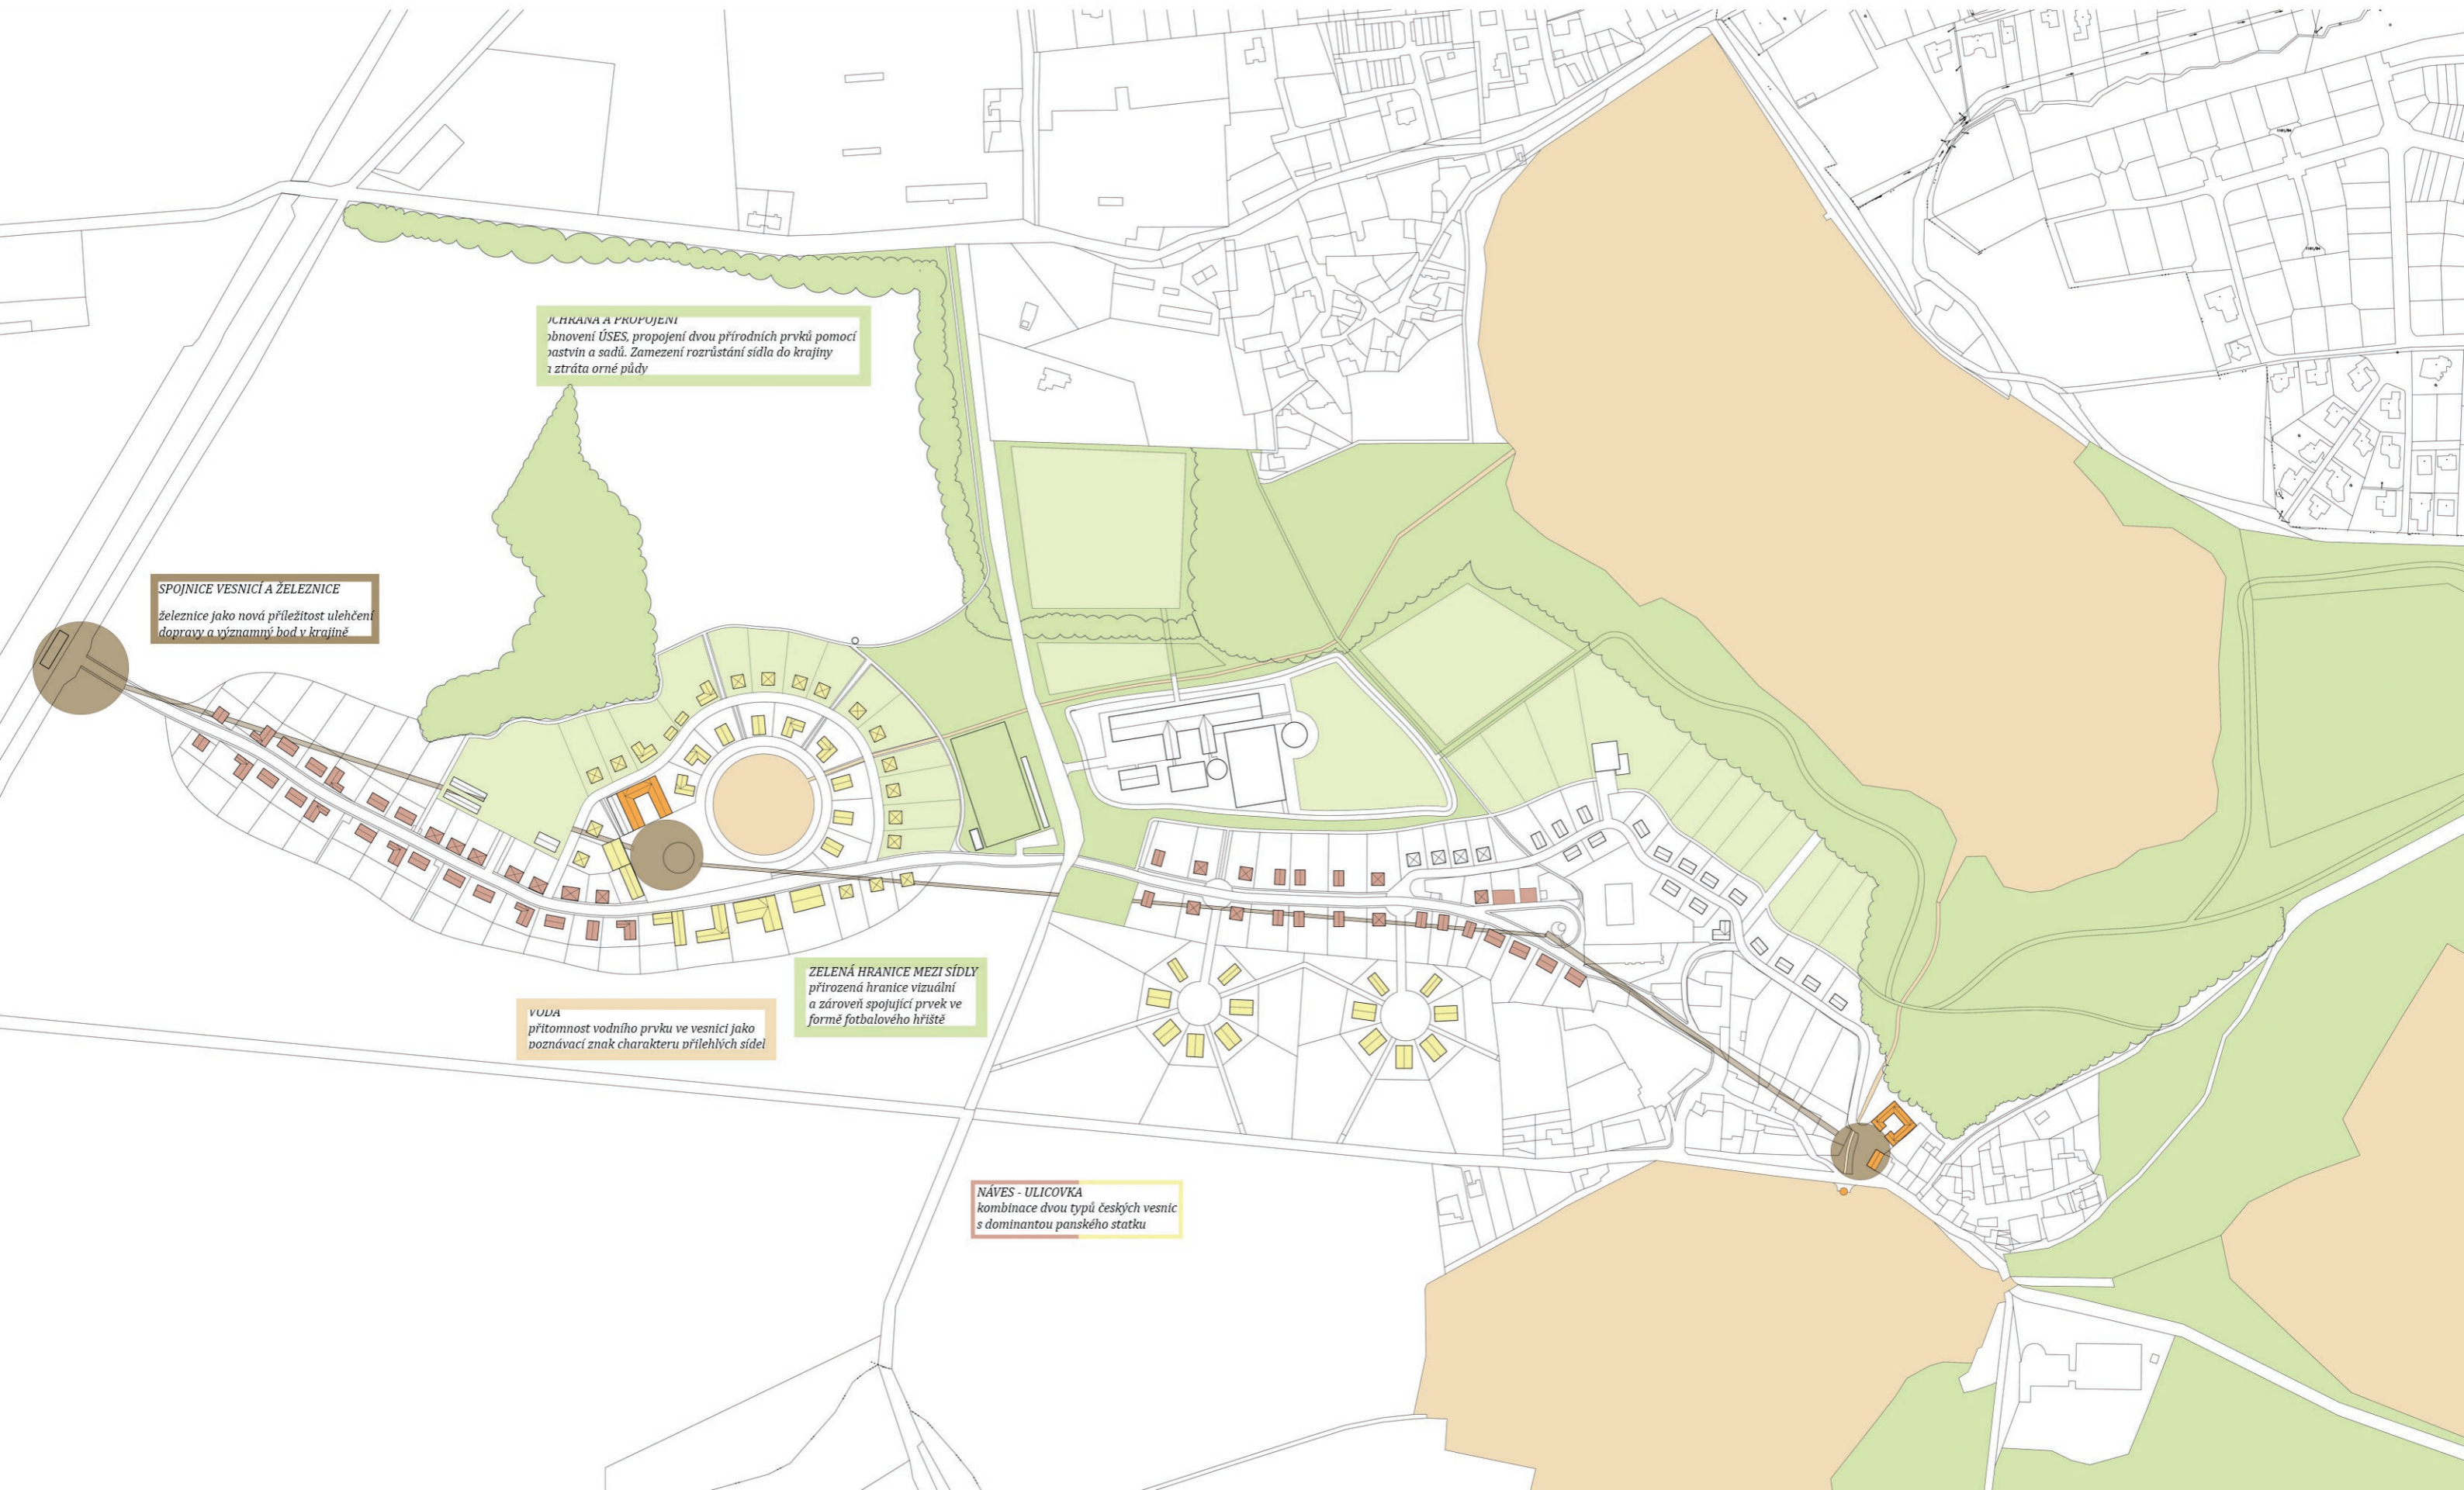 OCHRANA A PROPOJENÍ
obnovení ÚSES, propojení dvou přírodních prvků pomocí
pastvin a sadů. Zamezení rozrůstání sídla do krajiny
a ztráta orné půdy
SPOJNICE VESNICÍ A ŽELEZNICE
železnice jako nová příležitost ulehčení
dopravy a významný bod v krajině
ZELENÁ HRANICE MEZI SÍDLY
přirozená hranice vizuální
a zároveň spojující prvek ve
formě fotbalového hřiště
VODA
přítomnost vodního prvku ve vesnici jako
poznávací znak charakteru přilehlých sídel
NÁVES - ULICOVKA
kombinace dvou typů českých vesnic
s dominantou panského statku